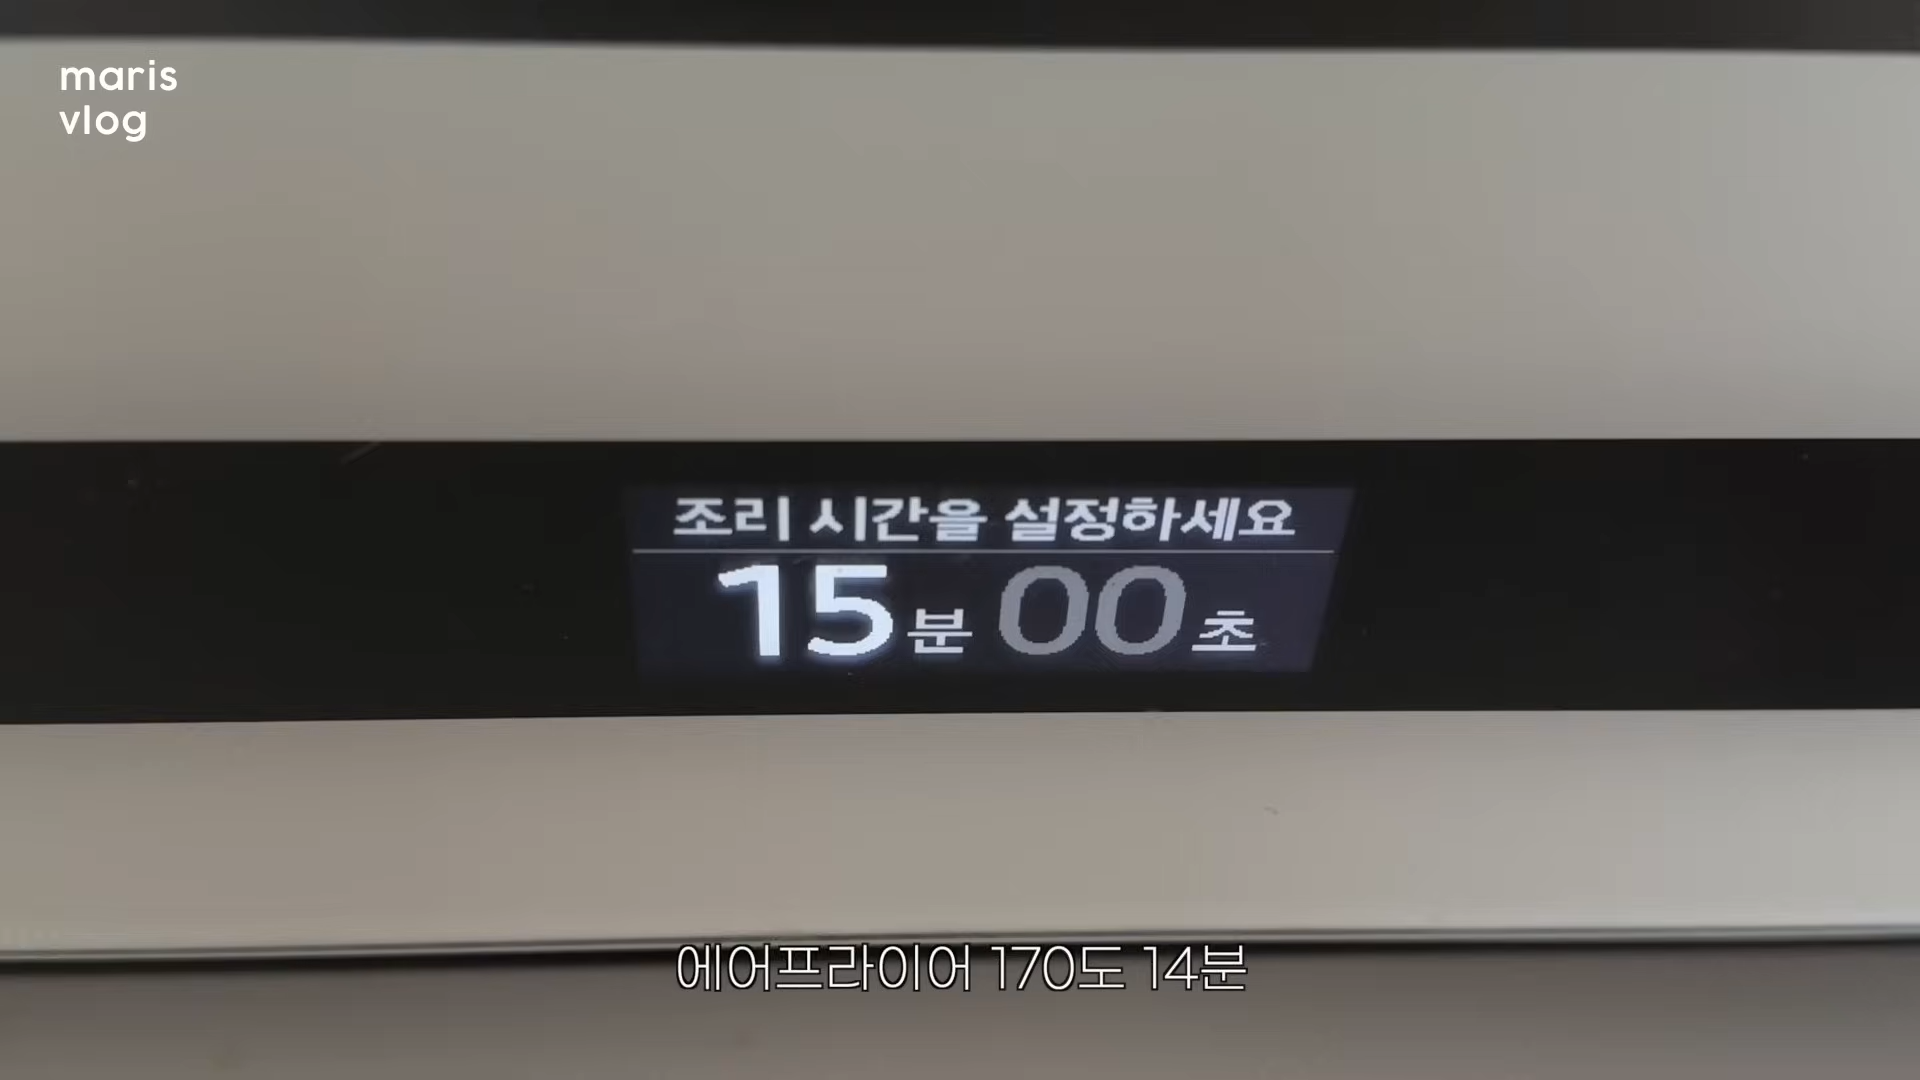 maris
vlog
조리 시간을 설정하세요
15분 00초
에어프라이어 170도 14분